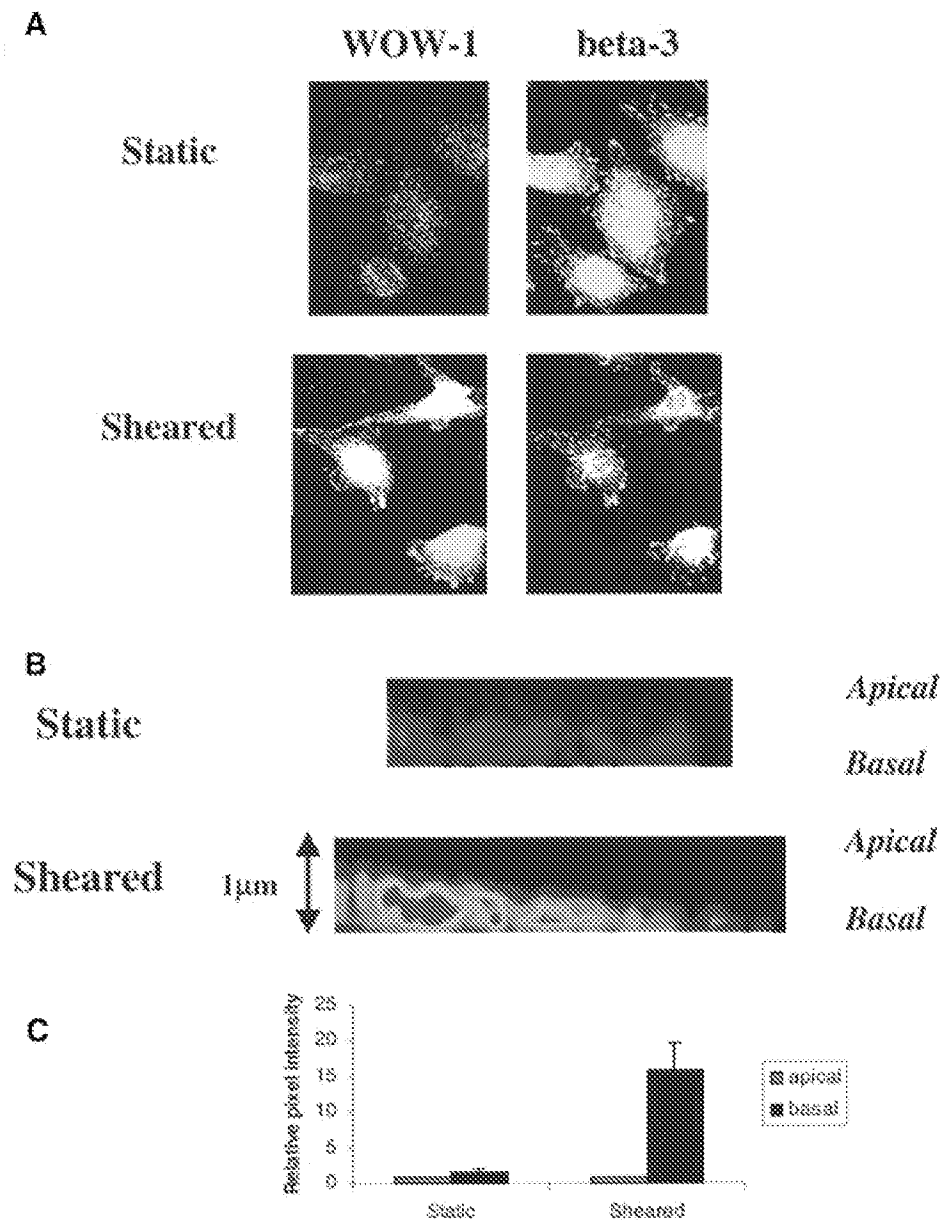 A
WOW-1 beta-3
Static
Sheared
B
Static
Apical
Basal
Sheared
1μm
Apical
Basal
C
Relative pixel intensity
25
20
15
10
5
0
Static Sheared
apical
basal